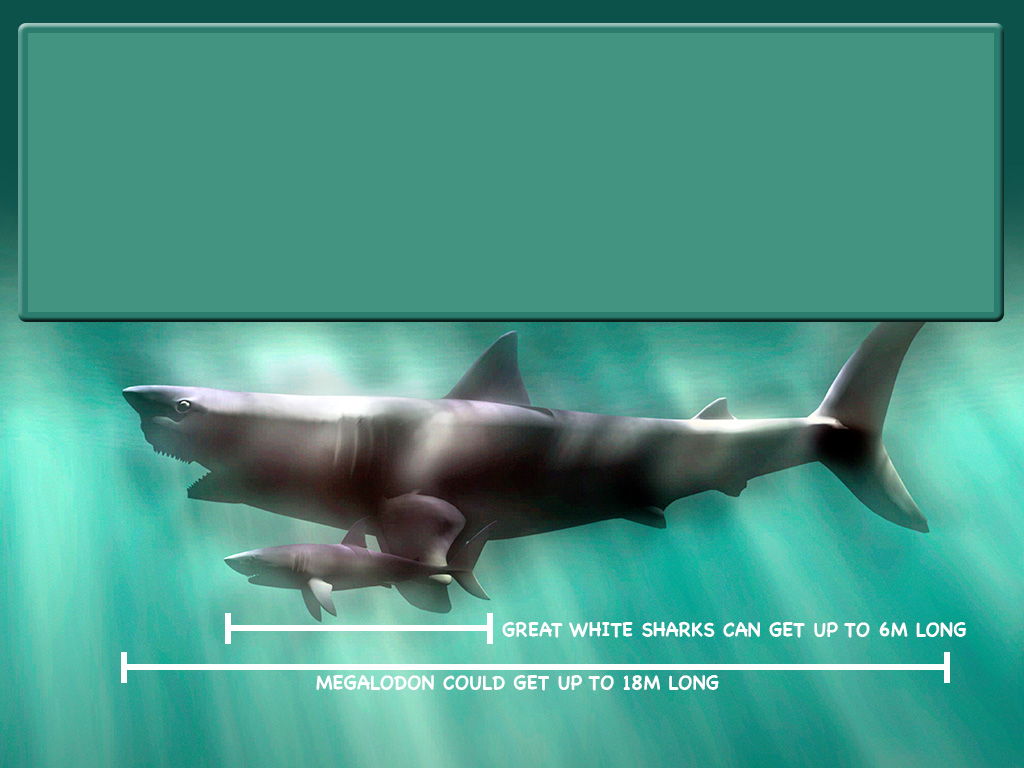 GREAT WHITE SHARKS CAN GET UP TO 6M LONG
MEGALODON COULD GET UP TO 18M LONG